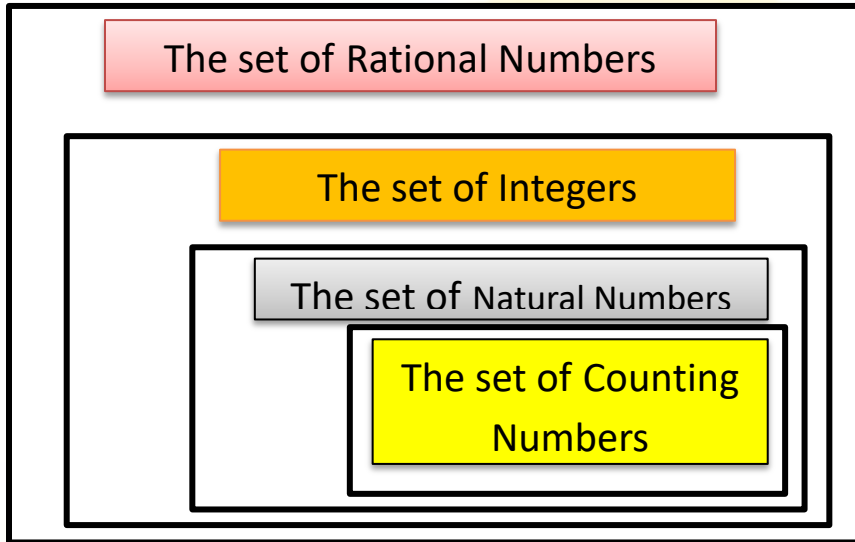 The set of Rational Numbers
The set of Integers
The set of Natural Numbers
The set of Counting
Numbers